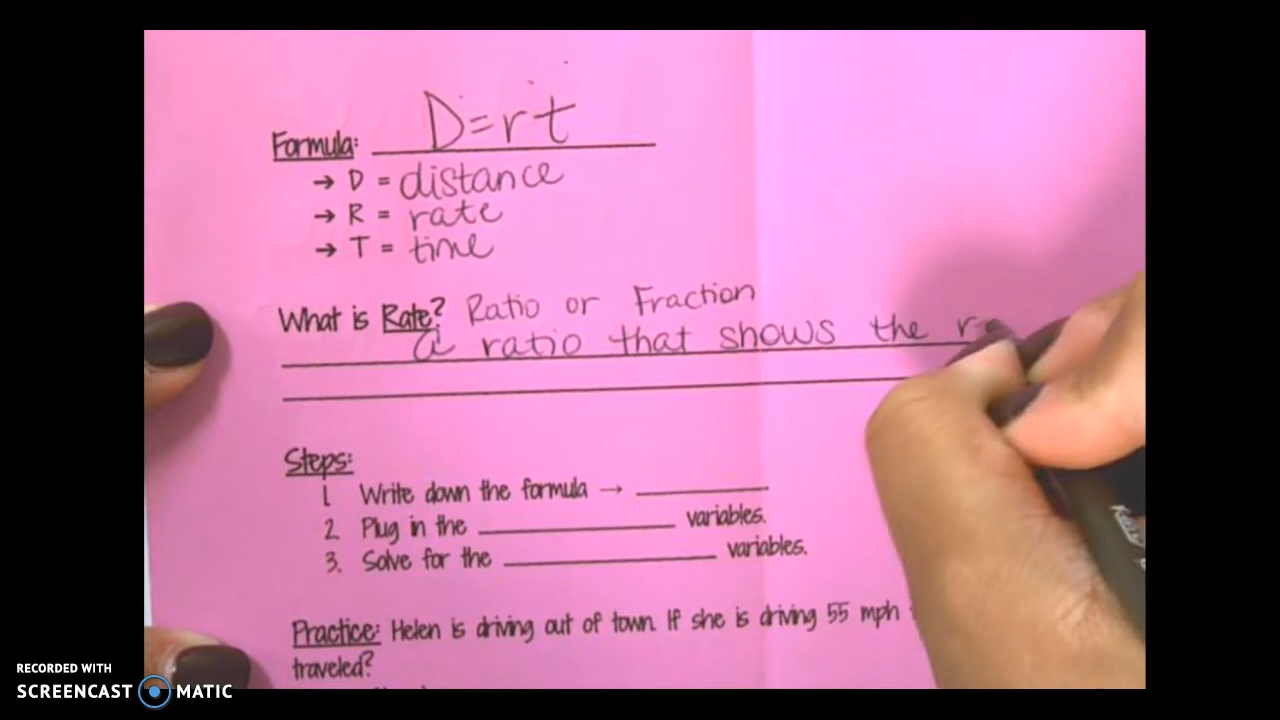 D=rt
Formula:
→ D = distance
→ R = rate
→ T = time
What is Rate? Ratio or Fraction
a ratio that shows the
Steps:
1. Write down the formula →
2. Plug in the variables.
3. Solve for the variables.
Practice: Helen is driving out of town. If she is driving 55 mph
traveled?
RECORDED WITH
SCREENCAST MATIC